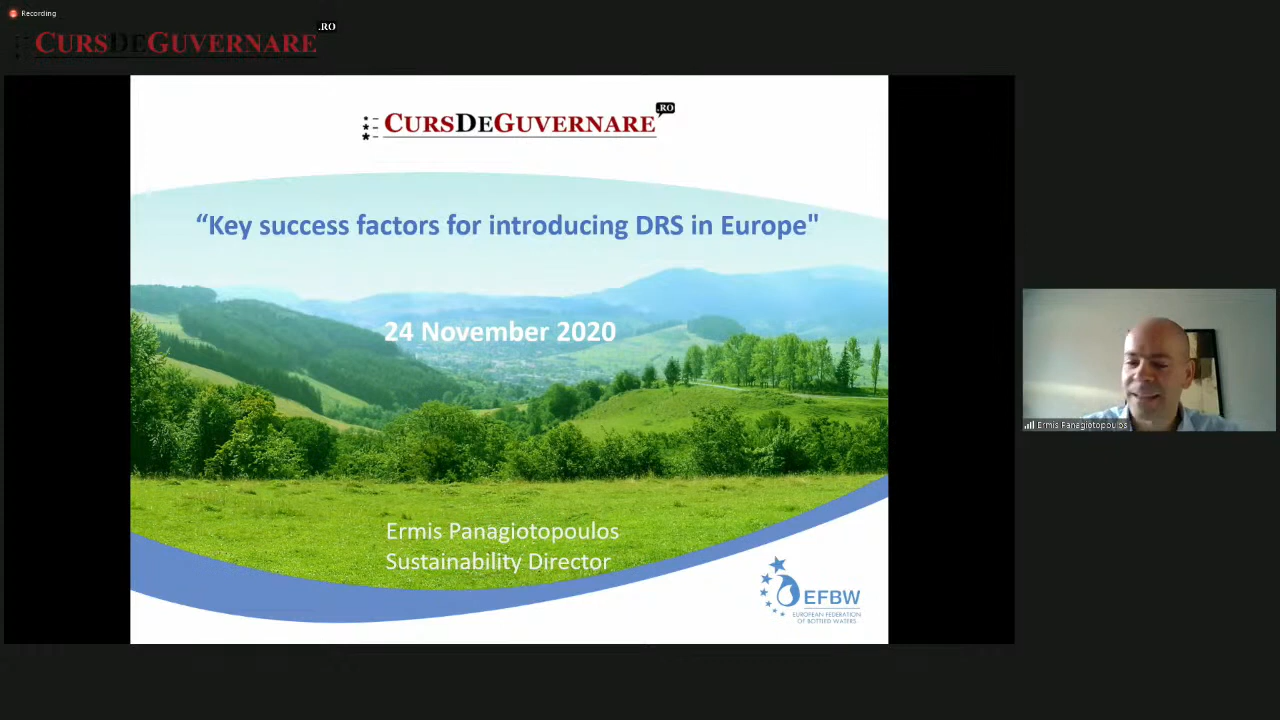 Recording
CURSDEGUVERNARE
.RO
CURSDEGUVERNARE
.RO
“Key success factors for introducing DRS in Europe"
24 November 2020
Ermis Panagiotopoulos
Sustainability Director
EFBW
EUROPEAN FEDERATION
OF BOTTLED WATERS
Ermis Panagiotopoulos